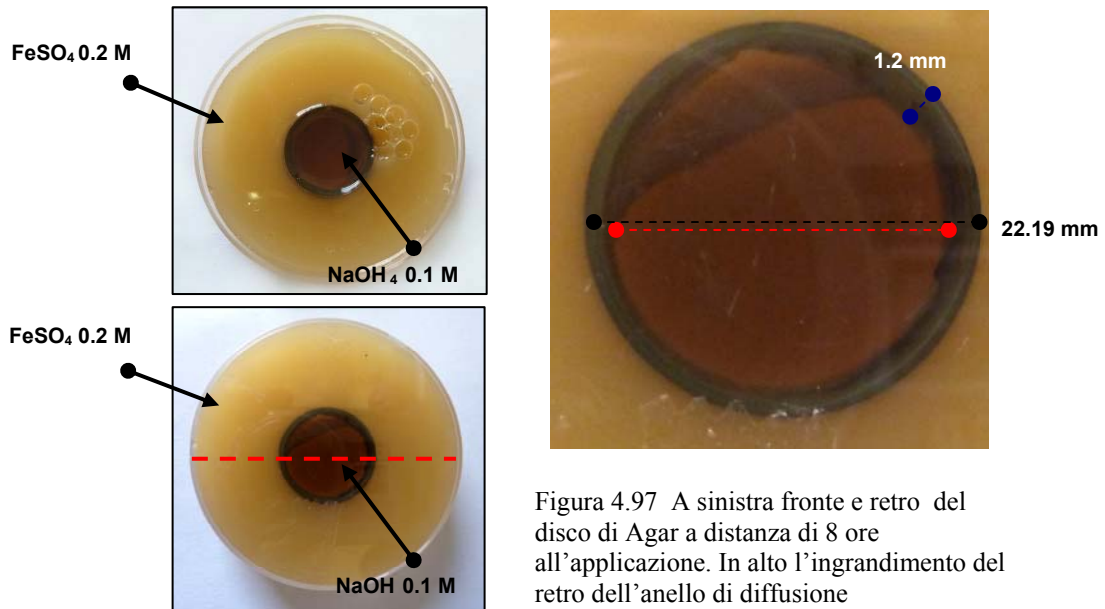 FeSO₄ 0.2 M
NaOH₄ 0.1 M
FeSO₄ 0.2 M
NaOH 0.1 M
1.2 mm
22.19 mm
Figura 4.97 A sinistra fronte e retro del
disco di Agar a distanza di 8 ore
all’applicazione. In alto l’ingrandimento del
retro dell’anello di diffusione